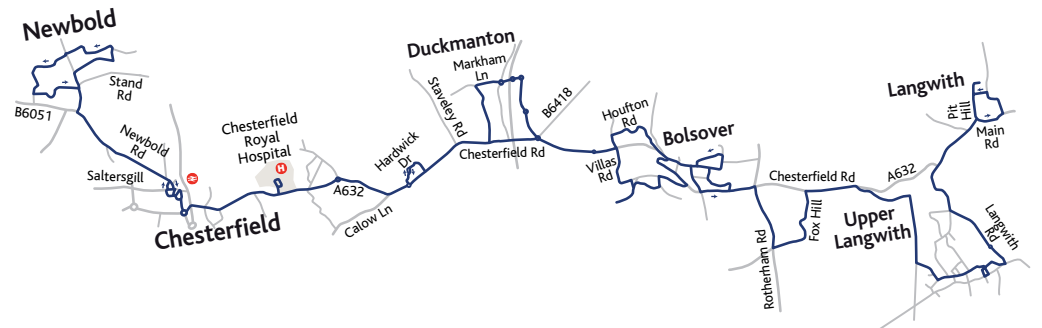 Newbold
Stand
Rd
B6051
Newbold
Rd
Saltersgill
Chesterfield
Chesterfield
Royal
Hospital
H
A632
Calow Ln
Hardwick
Dr
Staveley Rd
Duckmanton
Markham
Ln
B6418
Chesterfield Rd
Houfton
Rd
Villas
Rd
Bolsover
Rotherham Rd
Fox Hill
Chesterfield Rd
A632
Upper
Langwith
Langwith
Pit
Hill
Main
Rd
Langwith
Rd